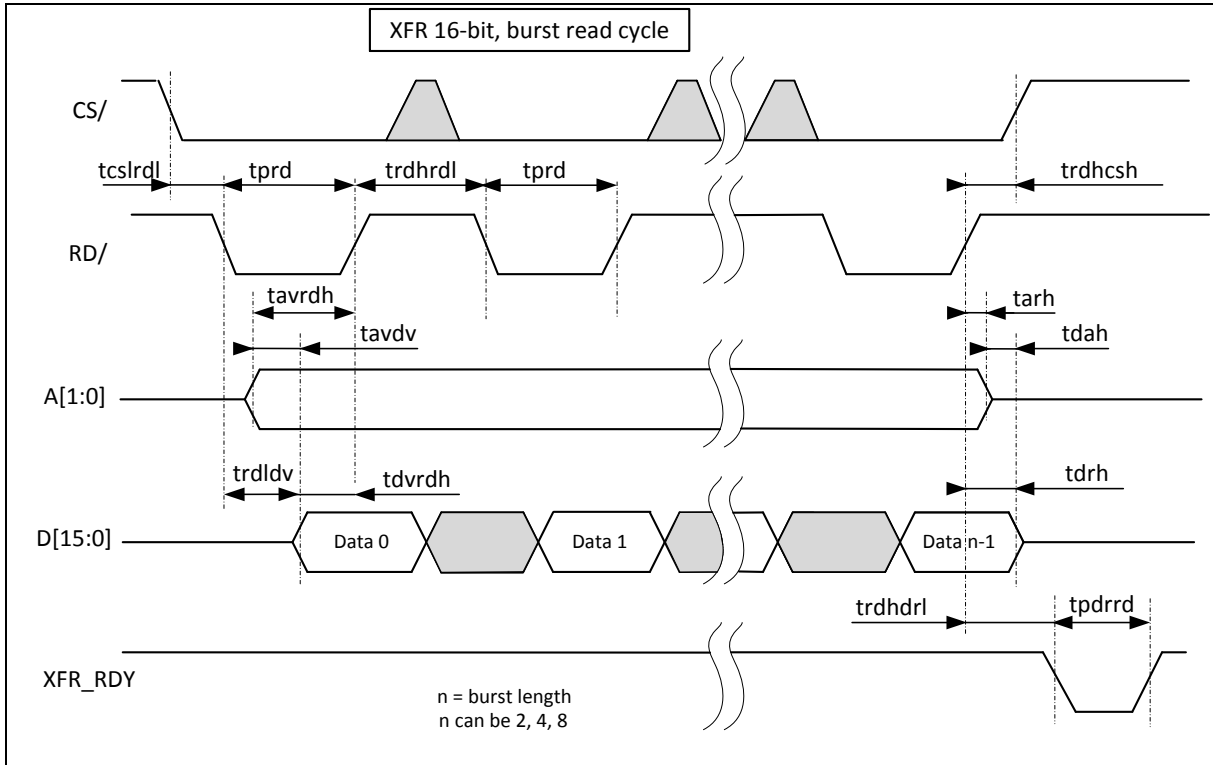 XFR 16-bit, burst read cycle
CS/
tcslrdl
tprd
trdhrdl
tprd
trdhcsh
RD/
tavrdh
tarh
tavdv
tdah
A[1:0]
trdldv
tdvrdh
tdrh
D[15:0]
Data 0
Data 1
Data n-1
trdhdrl
tpdrrd
XFR_RDY
n = burst length
n can be 2, 4, 8